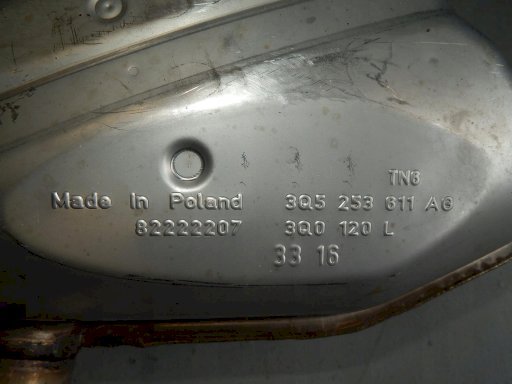 TN6
Made In Poland 3Q5 253 611 AG
82222207 3Q0 120 L
33 16